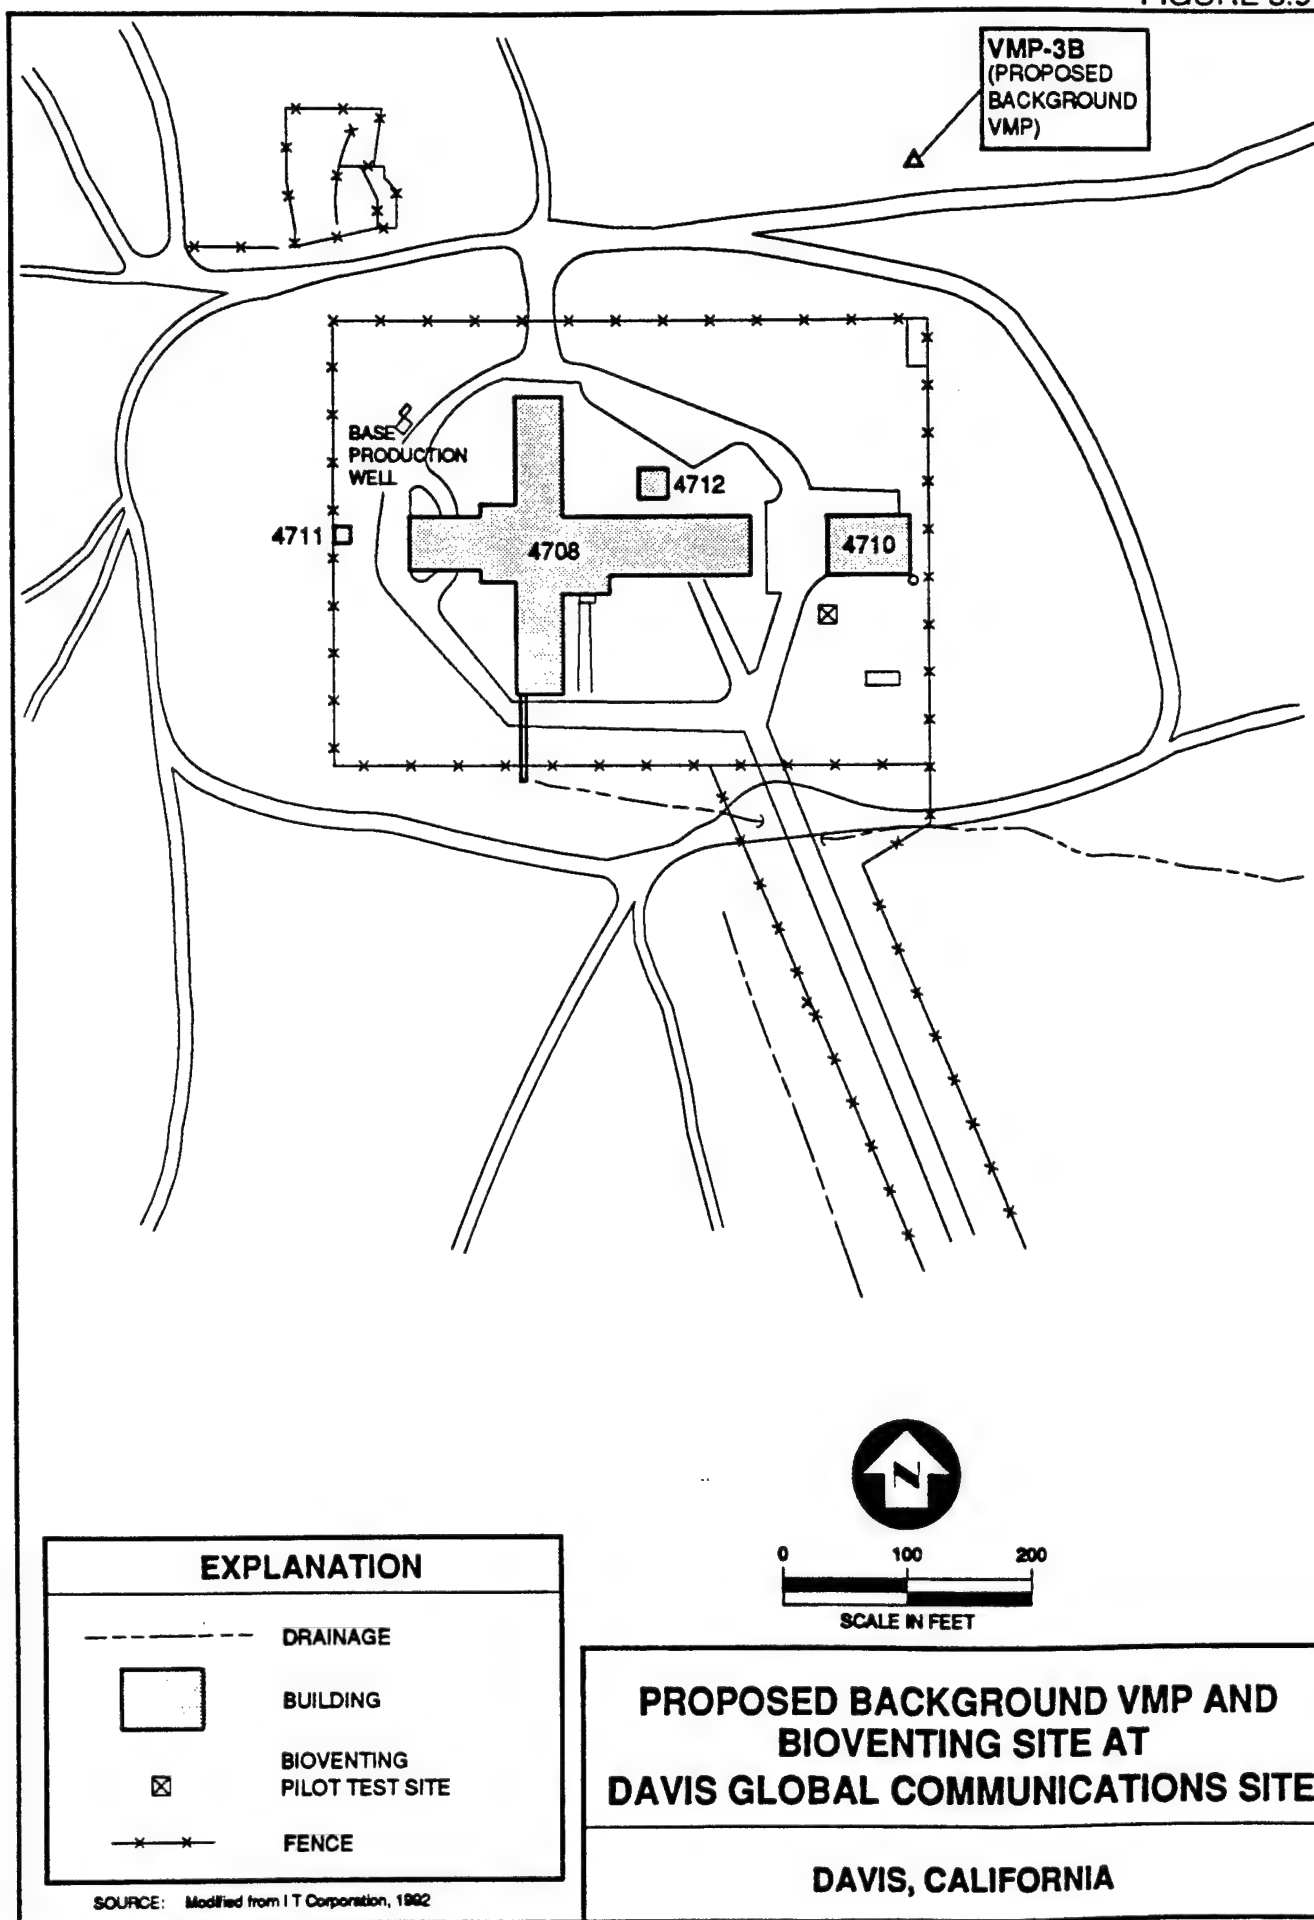 VMP-3B
(PROPOSED
BACKGROUND
VMP)
BASE
PRODUCTION
WELL
4712
4711
4708
4710
N
0 100 200
SCALE IN FEET
EXPLANATION
DRAINAGE
BUILDING
BIOVENTING
PILOT TEST SITE
FENCE
SOURCE: Modified from I T Corporation, 1992
PROPOSED BACKGROUND VMP AND
BIOVENTING SITE AT
DAVIS GLOBAL COMMUNICATIONS SITE
DAVIS, CALIFORNIA